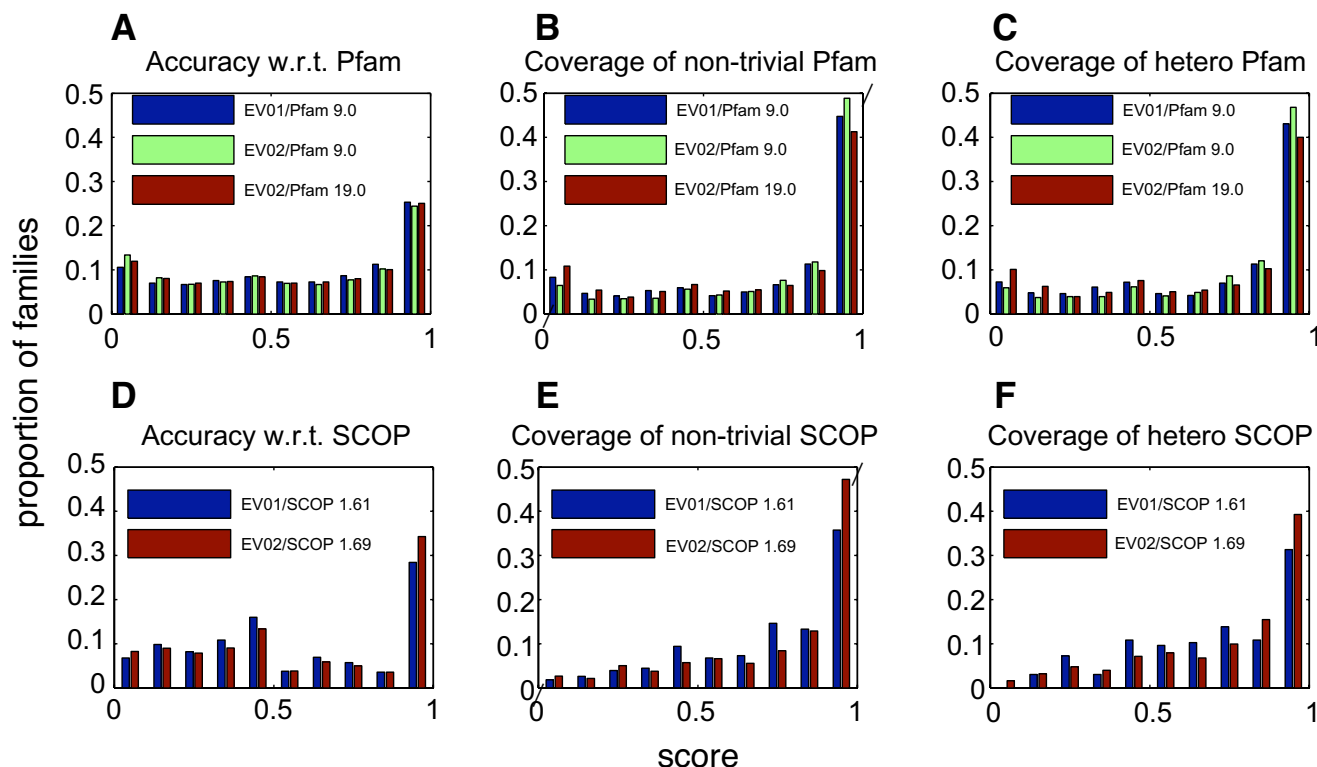 A
B
C
Accuracy w.r.t. Pfam
Coverage of non-trivial Pfam
Coverage of hetero Pfam
0.5
0.4
0.3
0.2
0.1
0
0
0.5
1
EV01/Pfam 9.0
EV02/Pfam 9.0
EV02/Pfam 19.0
0.5
0.4
0.3
0.2
0.1
0
0
0.5
1
EV01/Pfam 9.0
EV02/Pfam 9.0
EV02/Pfam 19.0
0.5
0.4
0.3
0.2
0.1
0
0
0.5
1
EV01/Pfam 9.0
EV02/Pfam 9.0
EV02/Pfam 19.0
proportion of families
D
E
F
Accuracy w.r.t. SCOP
Coverage of non-trivial SCOP
Coverage of hetero SCOP
0.5
0.4
0.3
0.2
0.1
0
0
0.5
1
EV01/SCOP 1.61
EV02/SCOP 1.69
0.5
0.4
0.3
0.2
0.1
0
0
0.5
1
EV01/SCOP 1.61
EV02/SCOP 1.69
0.5
0.4
0.3
0.2
0.1
0
0
0.5
1
EV01/SCOP 1.61
EV02/SCOP 1.69
score